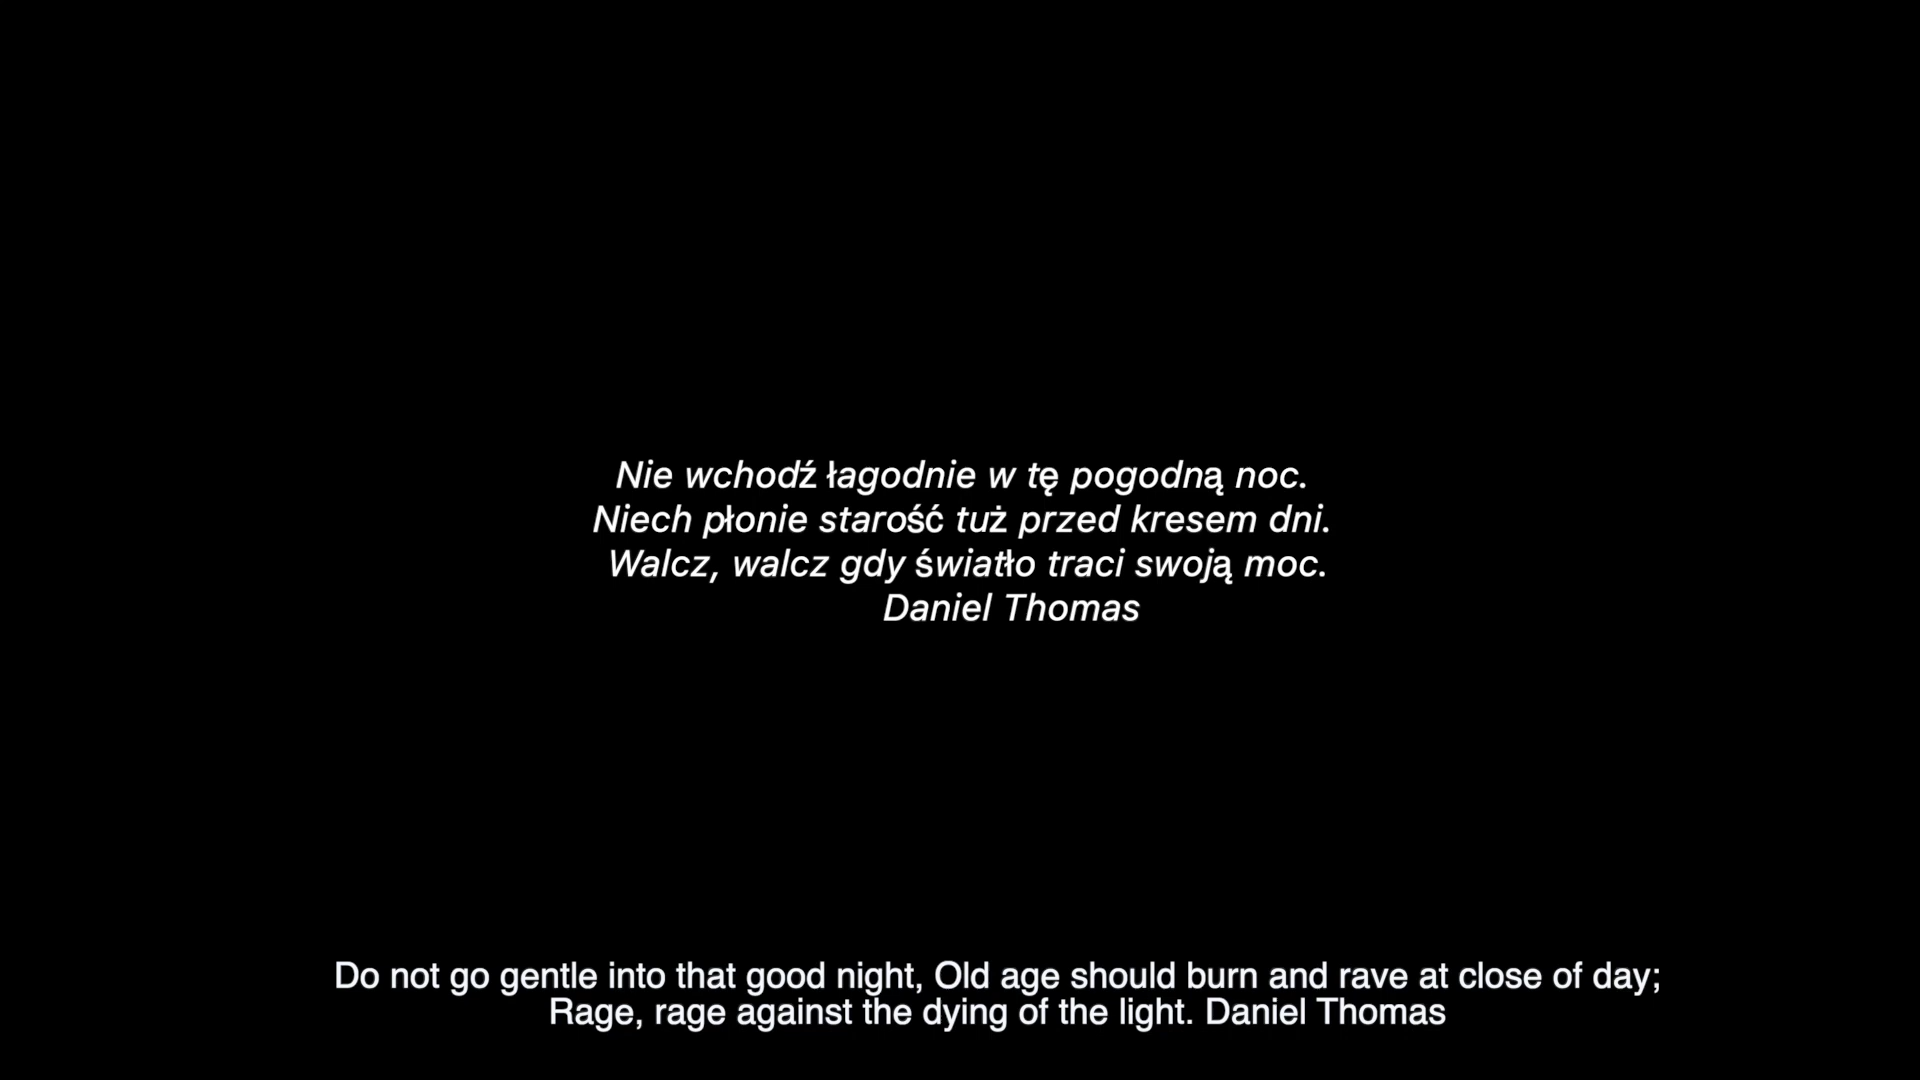 Nie wchodź łagodnie w tę pogodną noc.
Niech płonie starość tuż przed kresem dni.
Walcz, walcz gdy światło traci swoją moc.
Daniel Thomas
Do not go gentle into that good night, Old age should burn and rave at close of day;
Rage, rage against the dying of the light. Daniel Thomas